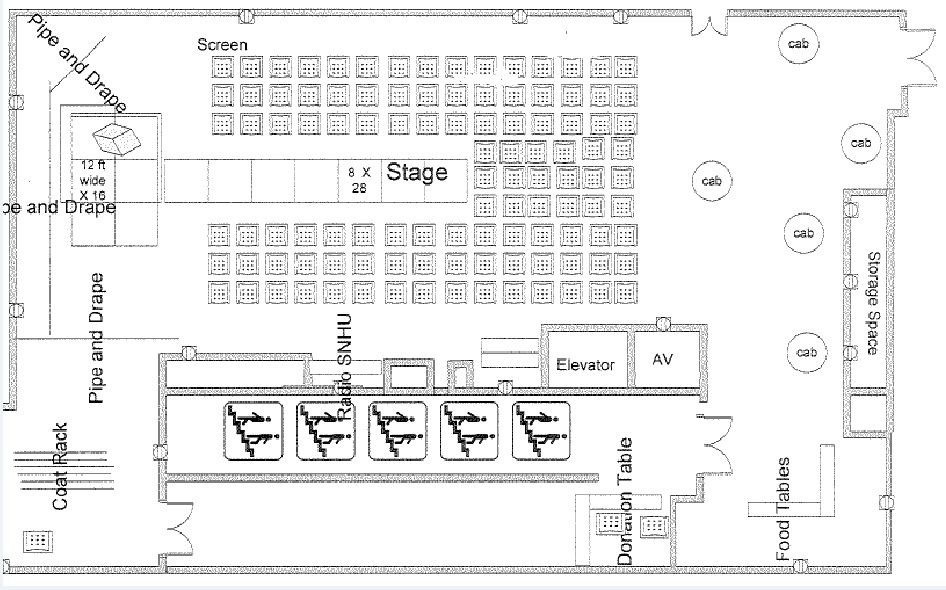 Pipe and Drape
Screen
cab
cab
12 ft
wide
X 16
8 X
28
Stage
cab
pe and Drape
cab
Storage Space
Pipe and Drape
Radio SNHU
Elevator
AV
cab
Coat Rack
Donation Table
Food Tables